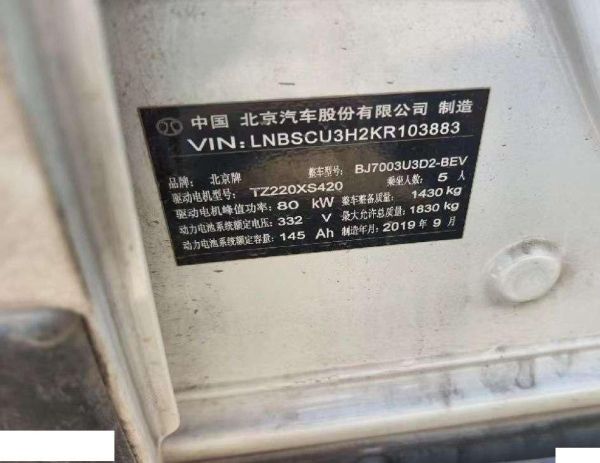 中国 北京汽车股份有限公司 制造
VIN: LNBSCU3H2KR103883
品牌: 北京牌 整车型号: BJ7003U3D2-BEV
驱动电机型号: TZ220XS420 乘坐人数: 5 人
驱动电机峰值功率: 80 kW 整车整备质量: 1430 kg
动力电池系统额定电压: 332 V 最大允许总质量: 1830 kg
动力电池系统额定容量: 145 Ah 制造年月: 2019 年 9 月